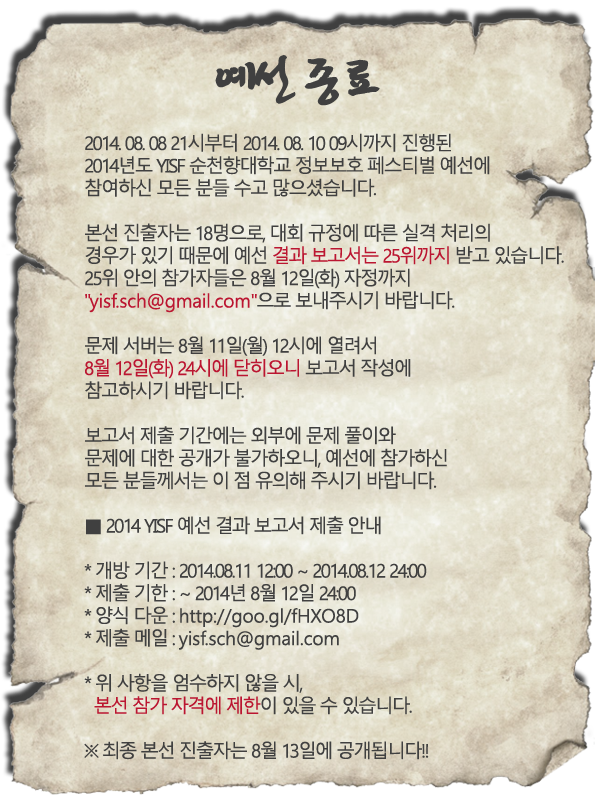 예선 종료
2014. 08. 08 21시부터 2014. 08. 10 09시까지 진행된
2014년도 YISF 순천향대학교 정보보호 페스티벌 예선에
참여하신 모든 분들 수고 많으셨습니다.
본선 진출자는 18명으로, 대회 규정에 따른 실격 처리의
경우가 있기 때문에 예선 결과 보고서는 25위까지 받고 있습니다.
25위 안의 참가자들은 8월 12일(화) 자정까지
"yisf.sch@gmail.com"으로 보내주시기 바랍니다.
문제 서버는 8월 11일(월) 12시에 열려서
8월 12일(화) 24시에 닫히오니 보고서 작성에
참고하시기 바랍니다.
보고서 제출 기간에는 외부에 문제 풀이와
문제에 대한 공개가 불가하오니, 예선에 참가하신
모든 분들께서는 이 점 유의해 주시기 바랍니다.
■ 2014 YISF 예선 결과 보고서 제출 안내
* 개방 기간 : 2014.08.11 12:00 ~ 2014.08.12 24:00
* 제출 기한 : ~ 2014년 8월 12일 24:00
* 양식 다운 : http://goo.gl/fHXO8D
* 제출 메일 : yisf.sch@gmail.com
* 위 사항을 엄수하지 않을 시,
본선 참가 자격에 제한이 있을 수 있습니다.
※ 최종 본선 진출자는 8월 13일에 공개됩니다!!